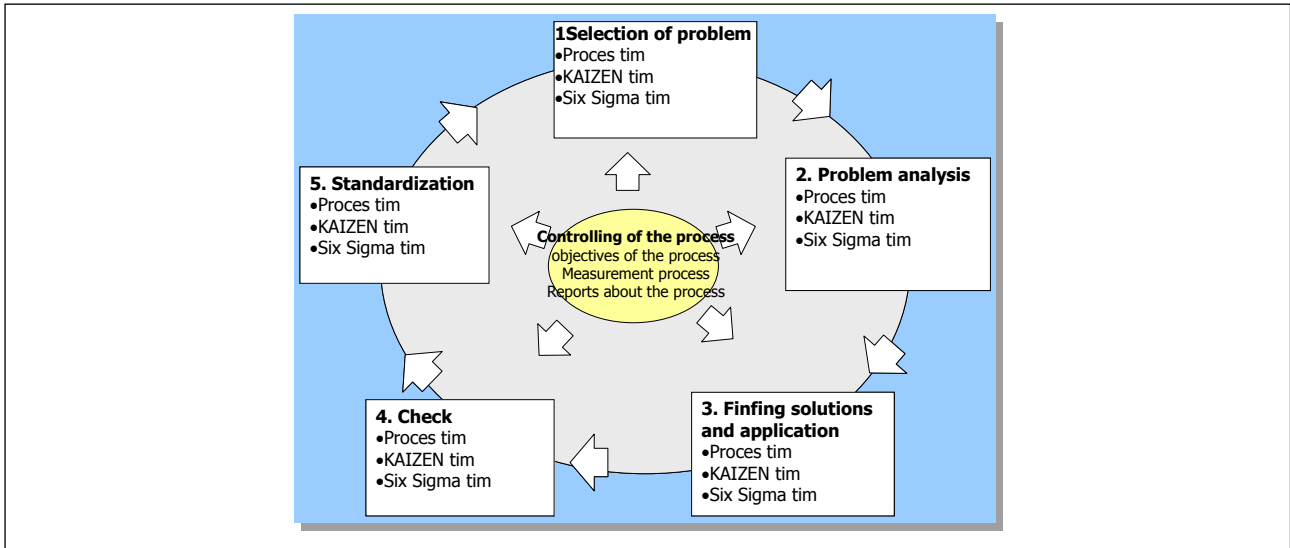 1Selection of problem
•Proces tim
•KAIZEN tim
•Six Sigma tim
2. Problem analysis
•Proces tim
•KAIZEN tim
•Six Sigma tim
3. Finfing solutions
and application
•Proces tim
•KAIZEN tim
•Six Sigma tim
4. Check
•Proces tim
•KAIZEN tim
•Six Sigma tim
5. Standardization
•Proces tim
•KAIZEN tim
•Six Sigma tim
Controlling of the process
objectives of the process
Measurement process
Reports about the process